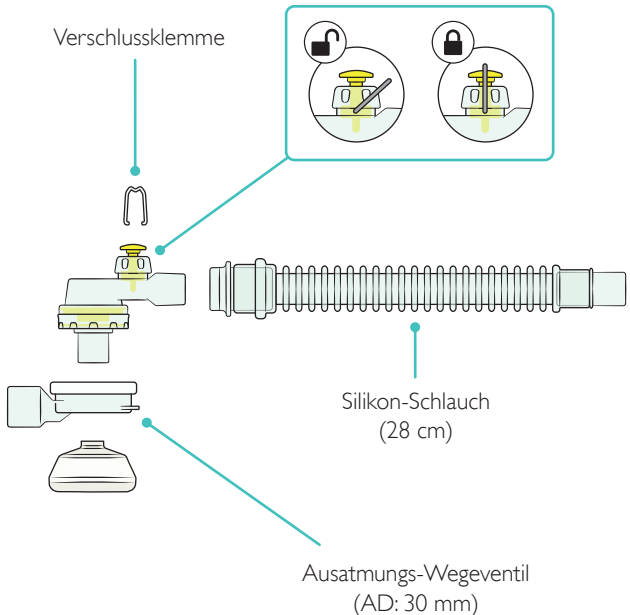 Verschlussklemme
Silikon-Schlauch
(28 cm)
Ausatmungs-Wegeventil
(AD: 30 mm)